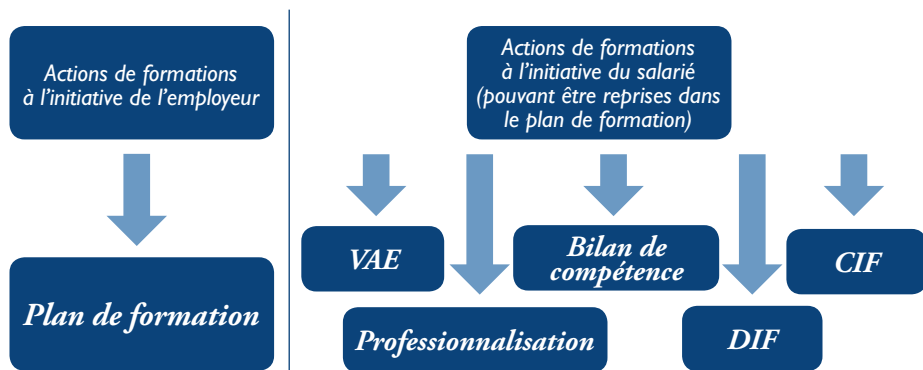 Actions de formations
à l'initiative de l'employeur
Plan de formation
Actions de formations
à l'initiative du salarié
(pouvant être reprises dans
le plan de formation)
VAE
Bilan de
compétence
CIF
Professionnalisation
DIF